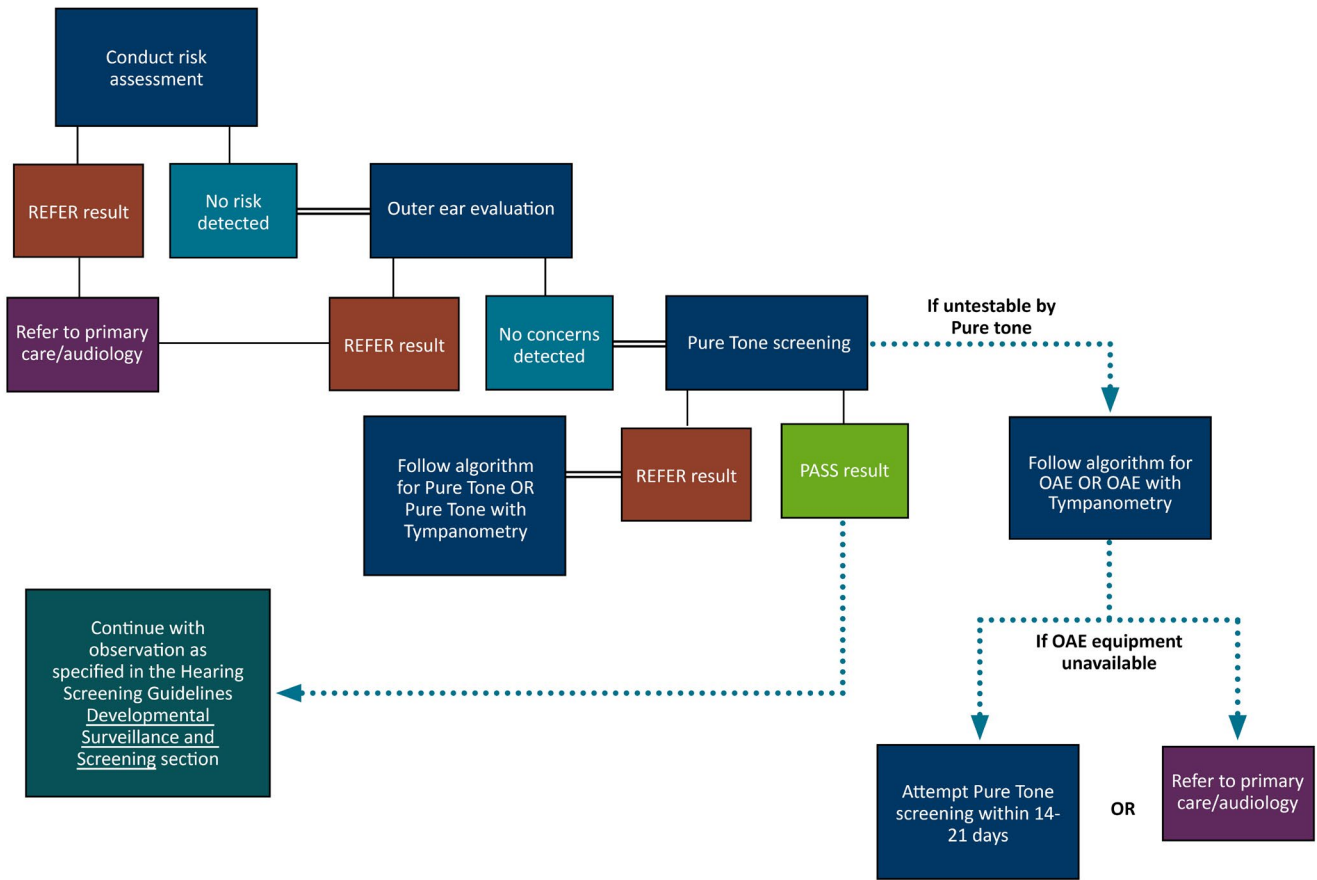 Conduct risk
assessment
REFER result
No risk
detected
Outer ear evaluation
Refer to primary
care/audiology
REFER result
No concerns
detected
Pure Tone screening
If untestable by
Pure tone
Follow algorithm
for Pure Tone OR
Pure Tone with
Tympanometry
REFER result
PASS result
Follow algorithm for
OAE OR OAE with
Tympanometry
Continue with
observation as
specified in the Hearing
Screening Guidelines
Developmental
Surveillance and
Screening section
If OAE equipment
unavailable
Attempt Pure Tone
screening within 14-
21 days
OR
Refer to primary
care/audiology